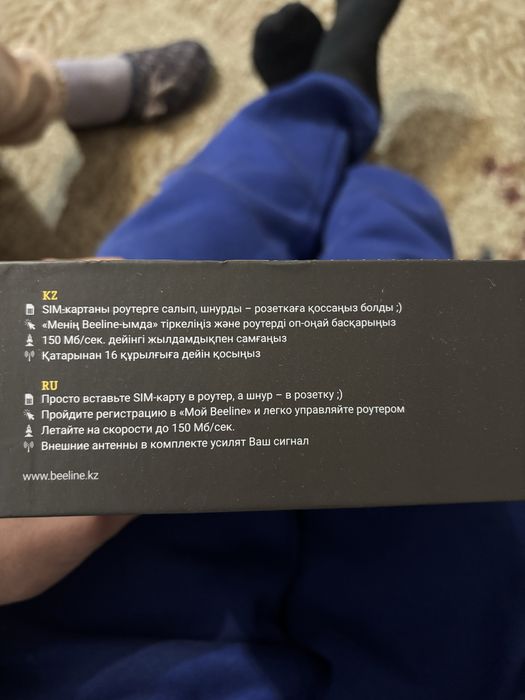 KZ
SIM-картаны роутерге салып, шнурды – розеткаға қоссаңыз болды ;)
«Менің Beeline-ымда» тіркеліңіз және роутерді оп-оңай басқарыңыз
150 Мб/сек. дейінгі жылдамдықпен самғаңыз
Қатарынан 16 құрылғыға дейін қосыңыз
RU
Просто вставьте SIM-карту в роутер, а шнур – в розетку ;)
Пройдите регистрацию в «Мой Beeline» и легко управляйте роутером
Летайте на скорости до 150 Мб/сек.
Внешние антенны в комплекте усилят Ваш сигнал
www.beeline.kz